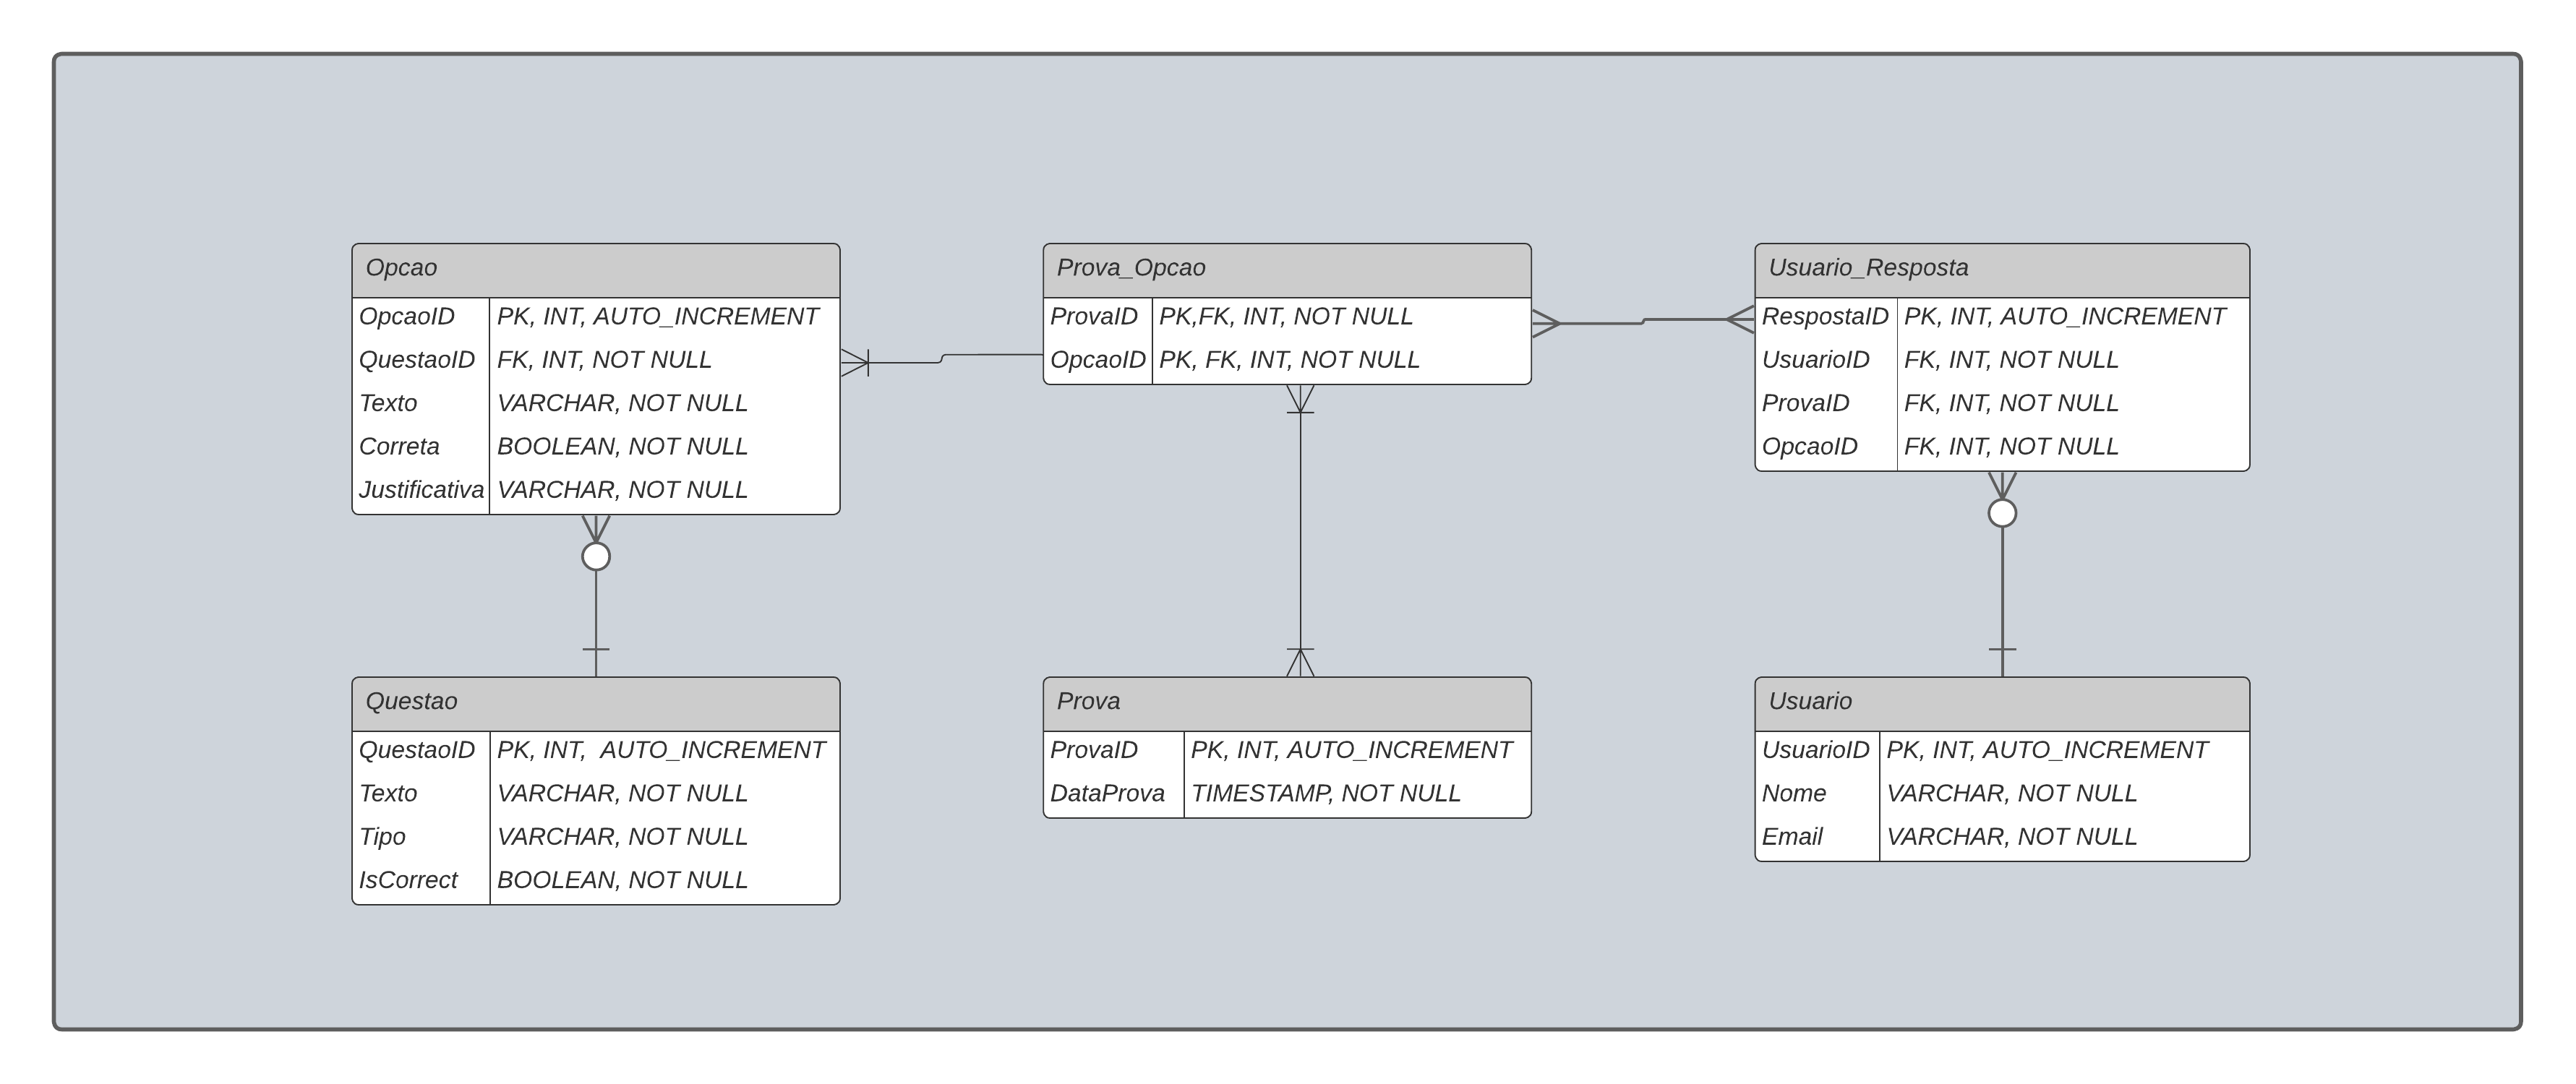 Opcao
OpcaoID PK, INT, AUTO_INCREMENT
QuestaoID FK, INT, NOT NULL
Texto VARCHAR, NOT NULL
Correta BOOLEAN, NOT NULL
Justificativa VARCHAR, NOT NULL
Prova_Opcao
ProvaID PK,FK, INT, NOT NULL
OpcaoID PK, FK, INT, NOT NULL
Usuario_Resposta
RespostaID PK, INT, AUTO_INCREMENT
UsuarioID FK, INT, NOT NULL
ProvaID FK, INT, NOT NULL
OpcaoID FK, INT, NOT NULL
Questao
QuestaoID PK, INT, AUTO_INCREMENT
Texto VARCHAR, NOT NULL
Tipo VARCHAR, NOT NULL
IsCorrect BOOLEAN, NOT NULL
Prova
ProvaID PK, INT, AUTO_INCREMENT
DataProva TIMESTAMP, NOT NULL
Usuario
UsuarioID PK, INT, AUTO_INCREMENT
Nome VARCHAR, NOT NULL
Email VARCHAR, NOT NULL